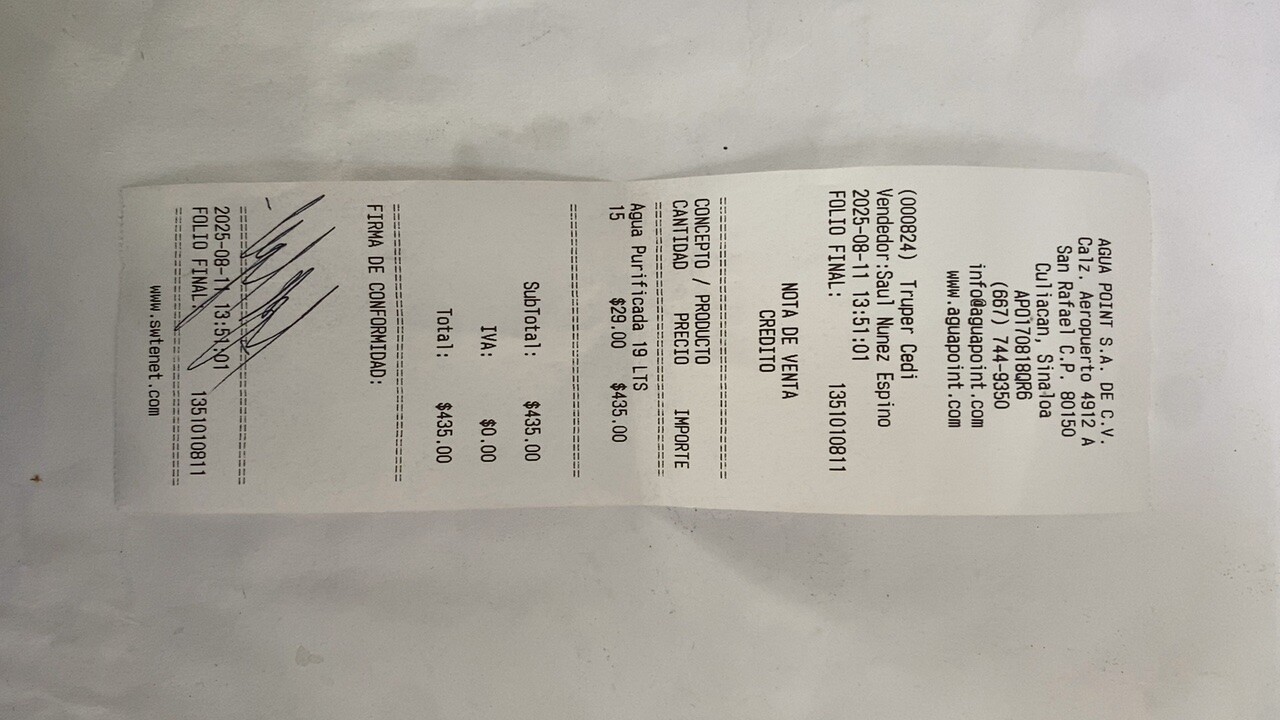 AGUA POINT S.A. DE C.V.
Calz. Aeropuerto 4912 A
San Rafael C.P. 80150
Culiacan, Sinaloa
APO170818QR6
(667) 744-9350
info@aguapoint.com
www.aguapoint.com
(000824) Truper Cedi
Vendedor:Saul Nunez Espino
2025-08-11 13:51:01
FOLIO FINAL: 1351010811
NOTA DE VENTA
CREDITO
CONCEPTO / PRODUCTO
CANTIDAD PRECIO IMPORTE
Agua Purificada 19 LTS
15 $29.00 $435.00
SubTotal: $435.00
IVA: $0.00
Total: $435.00
FIRMA DE CONFORMIDAD:
2025-08-11 13:51:01
FOLIO FINAL: 1351010811
www.swtenet.com